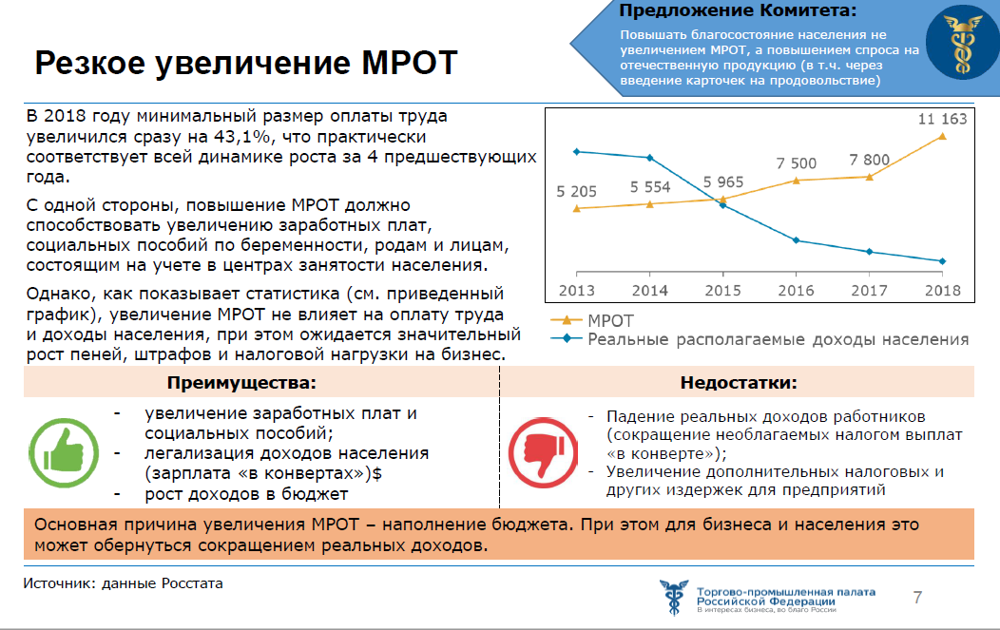 Предложение Комитета:
Повышать благосостояние населения не
увеличением МРОТ, а повышением спроса на
отечественную продукцию (в т.ч. через
введение карточек на продовольствие)
Резкое увеличение МРОТ
В 2018 году минимальный размер оплаты труда
увеличился сразу на 43,1%, что практически
соответствует всей динамике роста за 4 предшествующих
года.
С одной стороны, повышение МРОТ должно
способствовать увеличению заработных плат,
социальных пособий по беременности, родам и лицам,
состоящим на учете в центрах занятости населения.
Однако, как показывает статистика (см. приведенный
график), увеличение МРОТ не влияет на оплату труда
и доходы населения, при этом ожидается значительный
рост пеней, штрафов и налоговой нагрузки на бизнес.
5 205
5 554
5 965
7 500
7 800
11 163
2013 2014 2015 2016 2017 2018
МРОТ
Реальные располагаемые доходы населения
Преимущества:
- увеличение заработных плат и
социальных пособий;
- легализация доходов населения
(зарплата «в конвертах»)$
- рост доходов в бюджет
Недостатки:
- Падение реальных доходов работников
(сокращение необлагаемых налогом выплат
«в конверте»);
- Увеличение дополнительных налоговых и
других издержек для предприятий
Основная причина увеличения МРОТ – наполнение бюджета. При этом для бизнеса и населения это
может обернуться сокращением реальных доходов.
Источник: данные Росстата
Торгово-промышленная палата
Российской Федерации
В интересах бизнеса, во благо России
7